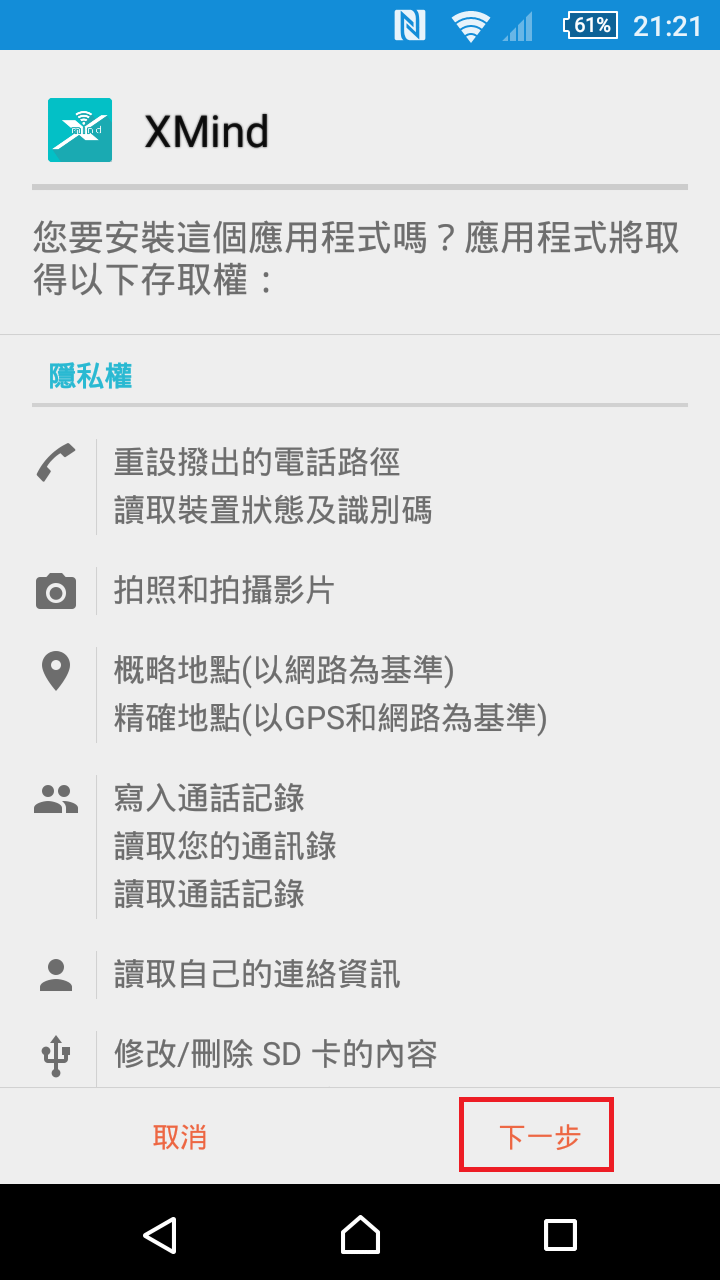 61% 21:21
mind
XMind
您要安裝這個應用程式嗎？應用程式將取
得以下存取權：
隱私權
重設撥出的電話路徑
讀取裝置狀態及識別碼
拍照和拍攝影片
概略地點(以網路為基準)
精確地點(以GPS和網路為基準)
寫入通話記錄
讀取您的通訊錄
讀取通話記錄
讀取自己的連絡資訊
修改/刪除 SD 卡的內容
取消
下一步